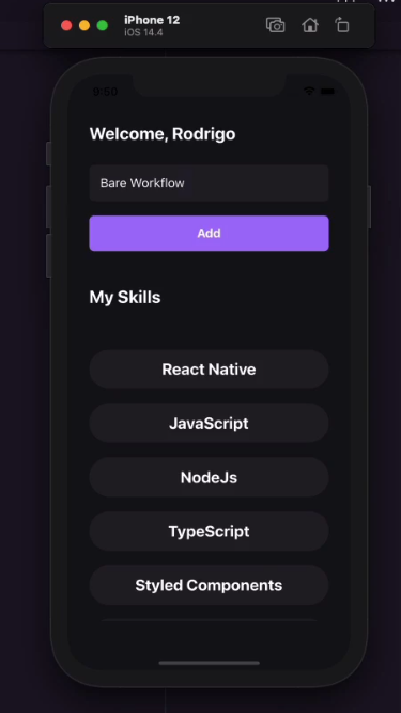 iPhone 12
iOS 14.4
9:50
Welcome, Rodrigo
Bare Workflow
Add
My Skills
React Native
JavaScript
NodeJs
TypeScript
Styled Components